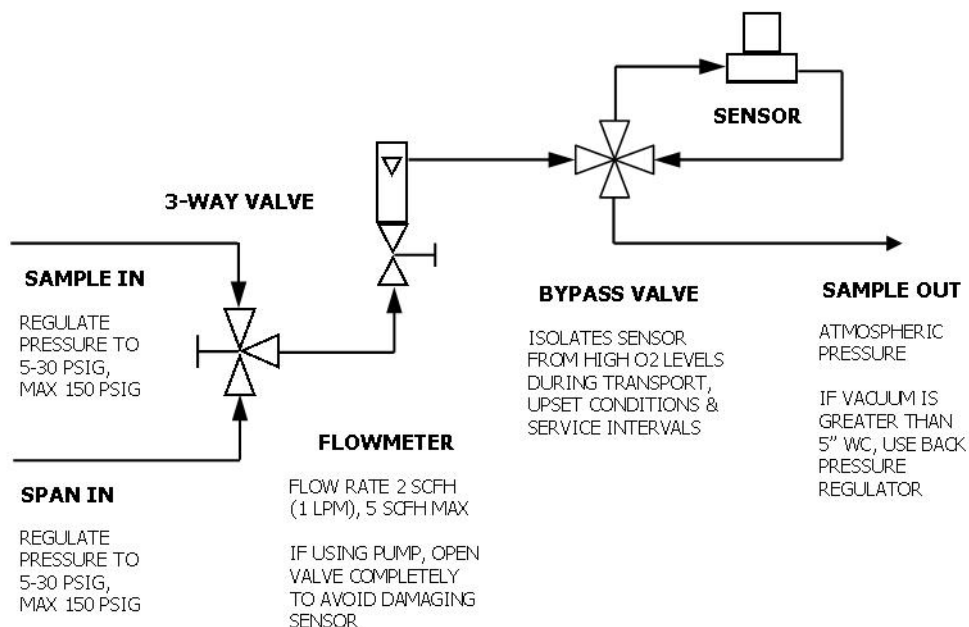 SENSOR
3-WAY VALVE
SAMPLE IN
REGULATE
PRESSURE TO
5-30 PSIG,
MAX 150 PSIG
SPAN IN
REGULATE
PRESSURE TO
5-30 PSIG,
MAX 150 PSIG
FLOWMETER
FLOW RATE 2 SCFH
(1 LPM), 5 SCFH MAX
IF USING PUMP, OPEN
VALVE COMPLETELY
TO AVOID DAMAGING
SENSOR
BYPASS VALVE
ISOLATES SENSOR
FROM HIGH O2 LEVELS
DURING TRANSPORT,
UPSET CONDITIONS &
SERVICE INTERVALS
SAMPLE OUT
ATMOSPHERIC
PRESSURE
IF VACUUM IS
GREATER THAN
5” WC, USE BACK
PRESSURE
REGULATOR